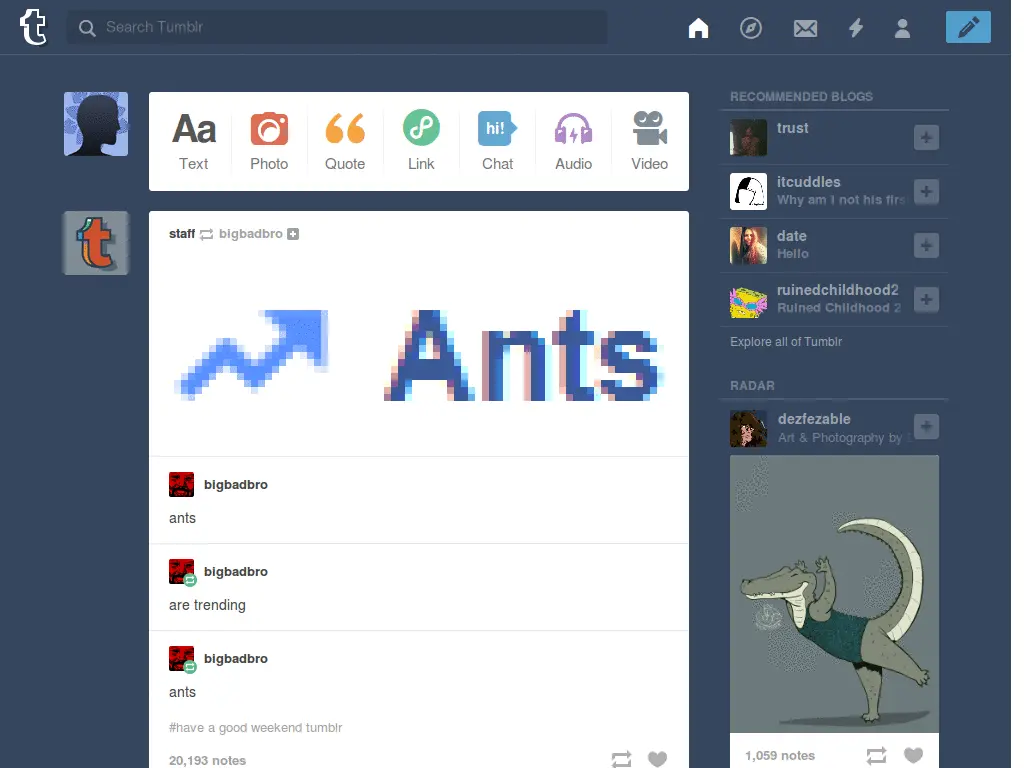 t
Search Tumblr
Aa
hi!
Text
Photo
Quote
Link
Chat
Audio
Video
t
staff bigbadbro
Ants
bigbadbro
ants
bigbadbro
are trending
bigbadbro
ants
#have a good weekend tumblr
20,193 notes
RECOMMENDED BLOGS
trust
itcuddles
Why am I not his firs
date
Hello
ruinedchildhood2
Ruined Childhood 2
Explore all of Tumblr
RADAR
dezfezable
Art & Photography by
1,059 notes